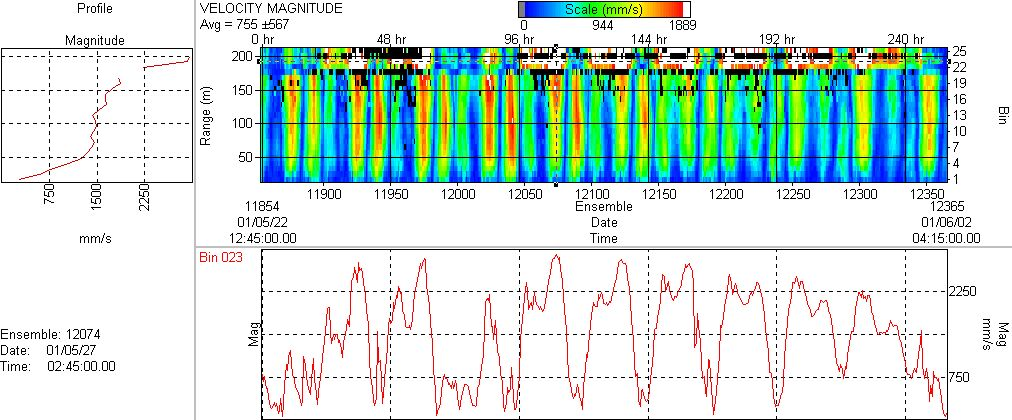 Profile
Magnitude
750
1500
2250
mm/s
Ensemble: 12074
Date: 01/05/27
Time: 02:45:00.00
VELOCITY MAGNITUDE
Avg = 755 ±567
Scale (mm/s)
0 944 1889
0 hr 48 hr 96 hr 144 hr 192 hr 240 hr
Range (m)
200
150
100
50
25
22
19
16
13
10
7
4
1
Bin
11900 11950 12000 12050 12100 12150 12200 12250 12300 12350
11854 Ensemble 12365
01/05/22 Date 01/06/02
12:45:00.00 Time 04:15:00.00
Bin 023
Mag
2250
750
Mag
mm/s